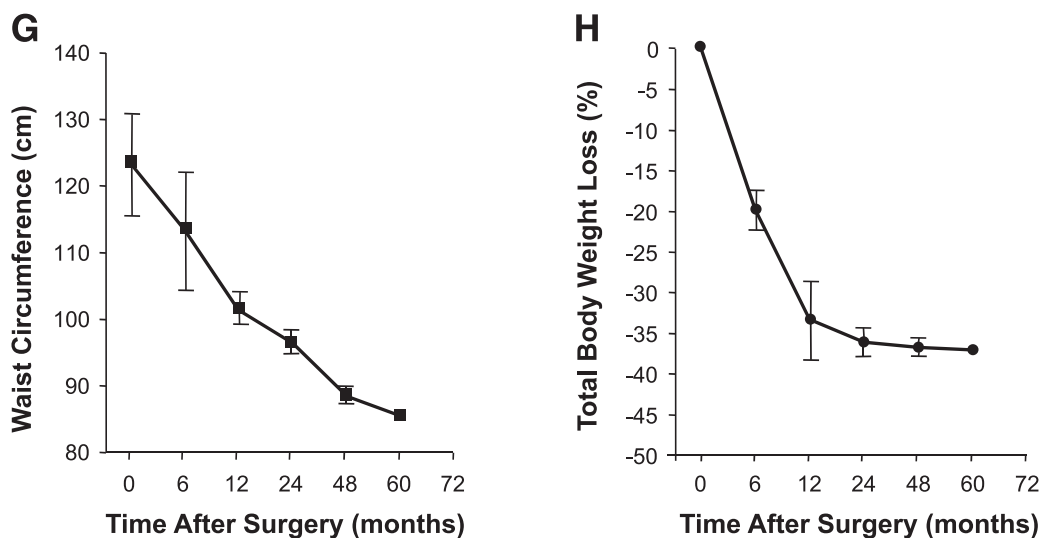 G
Waist Circumference (cm)
140
130
120
110
100
90
80
0 6 12 24 48 60 72
Time After Surgery (months)
H
Total Body Weight Loss (%)
0
-5
-10
-15
-20
-25
-30
-35
-40
-45
-50
0 6 12 24 48 60 72
Time After Surgery (months)